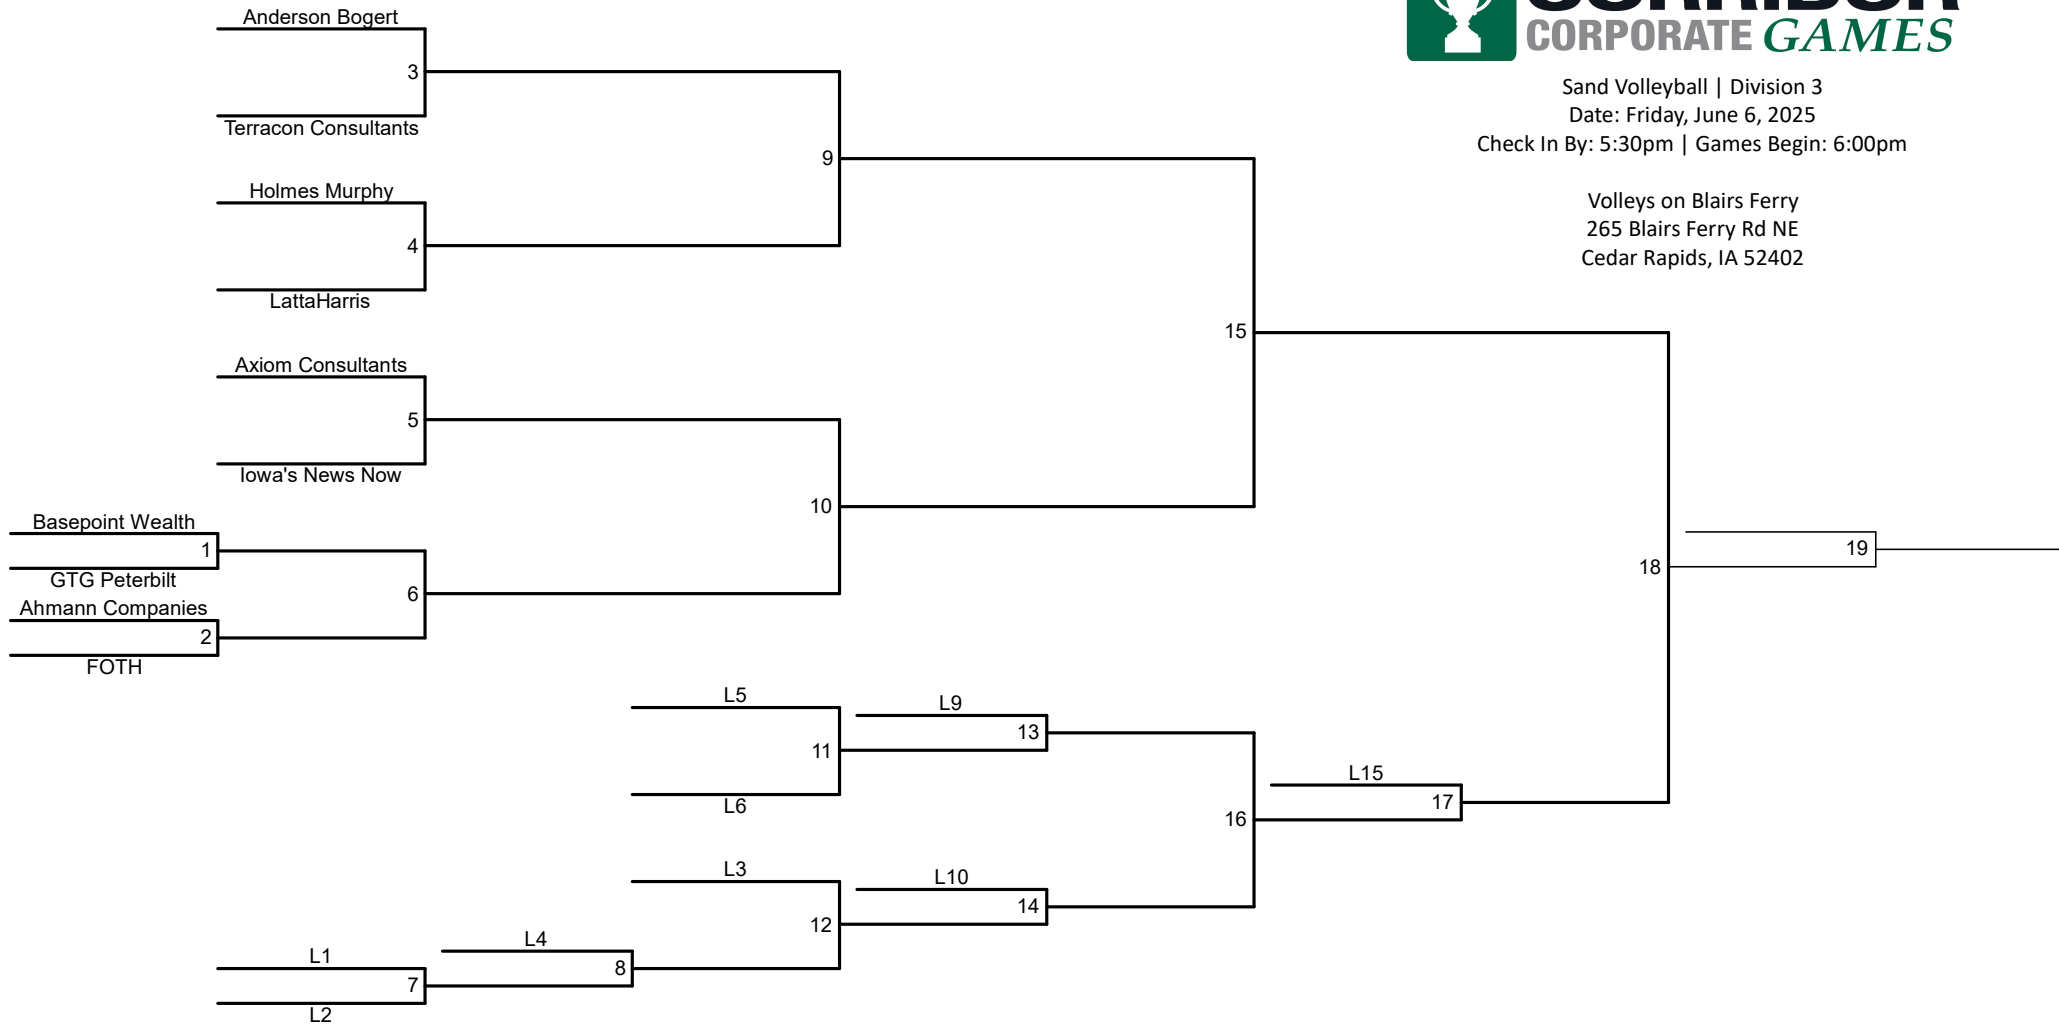 Anderson Bogert
3
Terracon Consultants
Holmes Murphy
4
LattaHarris
Axiom Consultants
5
Iowa's News Now
Basepoint Wealth
1
GTG Peterbilt
Ahmann Companies
2
FOTH
6
9
10
15
CORRIDOR
CORPORATE GAMES
Sand Volleyball | Division 3
Date: Friday, June 6, 2025
Check In By: 5:30pm | Games Begin: 6:00pm
Volleys on Blairs Ferry
265 Blairs Ferry Rd NE
Cedar Rapids, IA 52402
18
19
L5
11
L6
L9
13
L3
12
L10
14
L4
8
L1
7
L2
16
L15
17